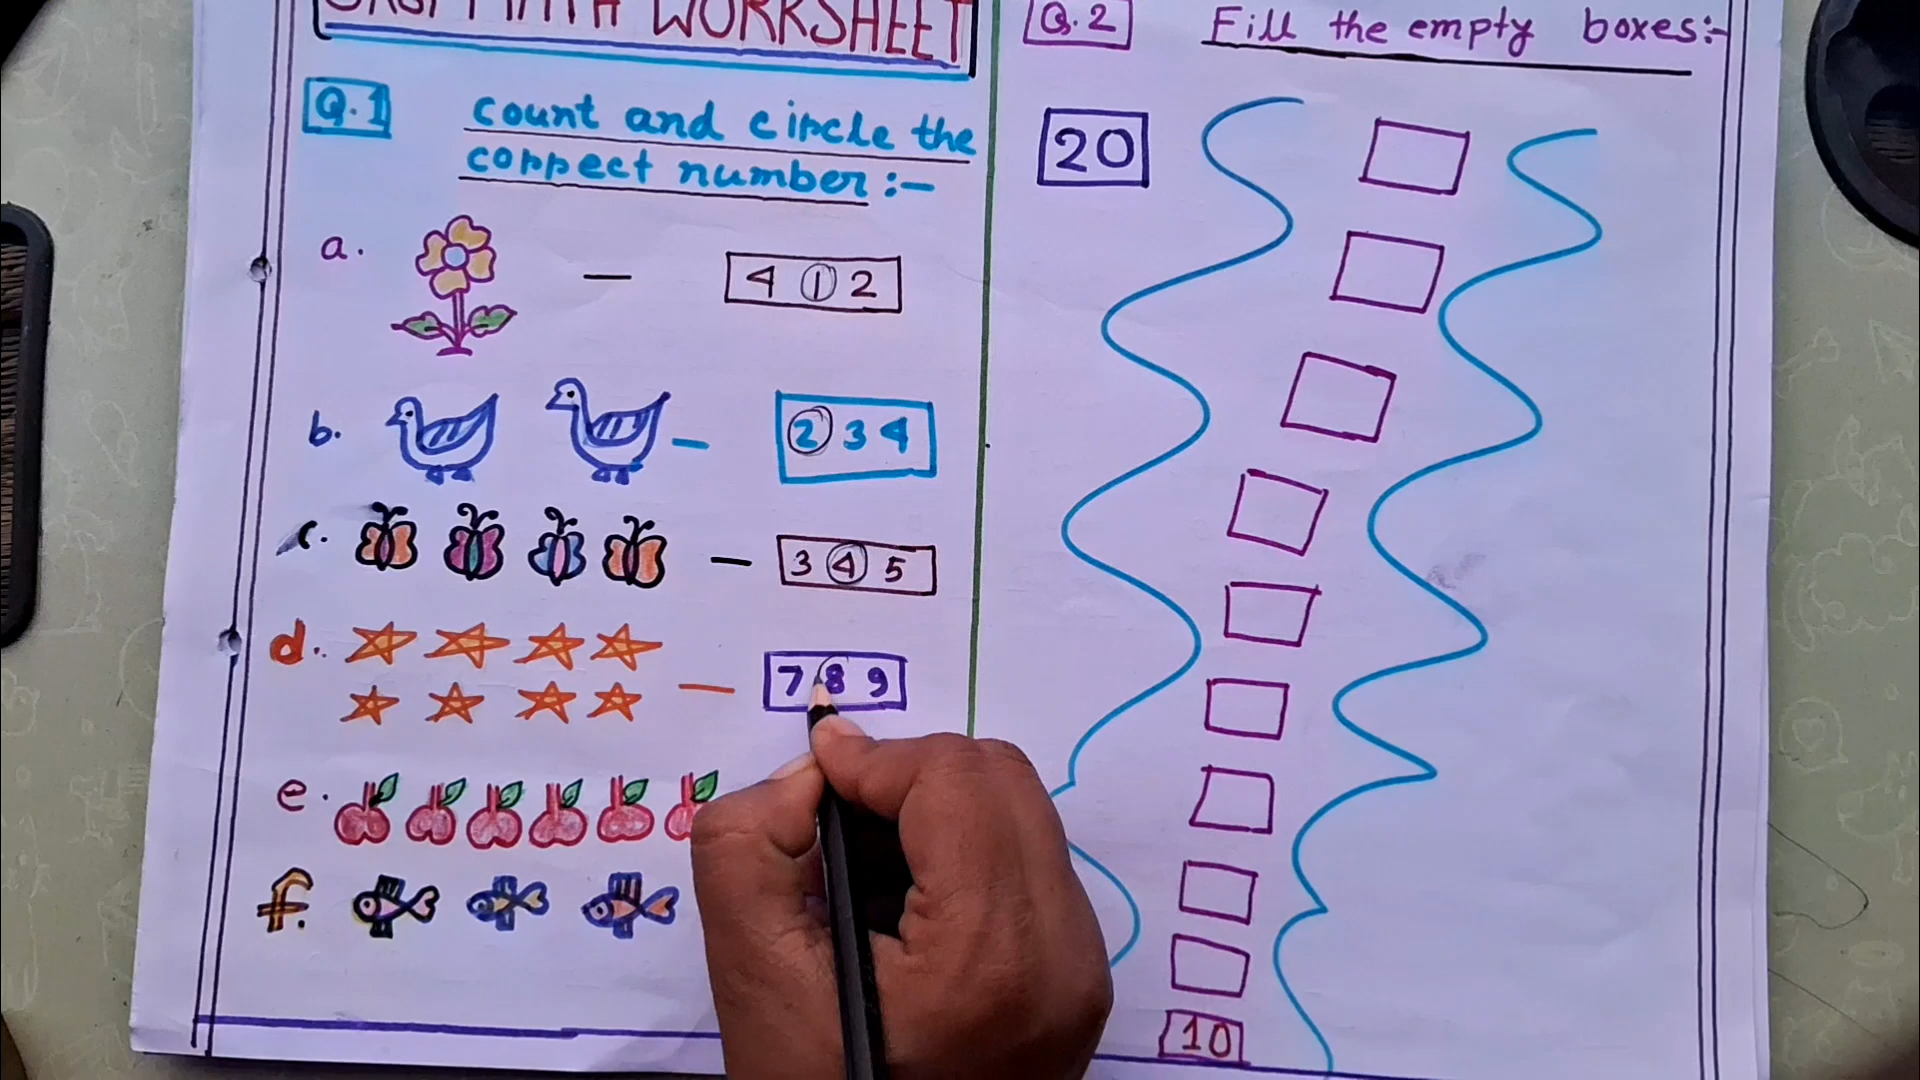 MATH WORKSHEET
Q.1 count and circle the
correct number:-
a. - 4 1 2
b. - 2 3 4
c. - 3 4 5
d. - 7 8 9
e.
f.
Q.2 Fill the empty boxes:-
20
10